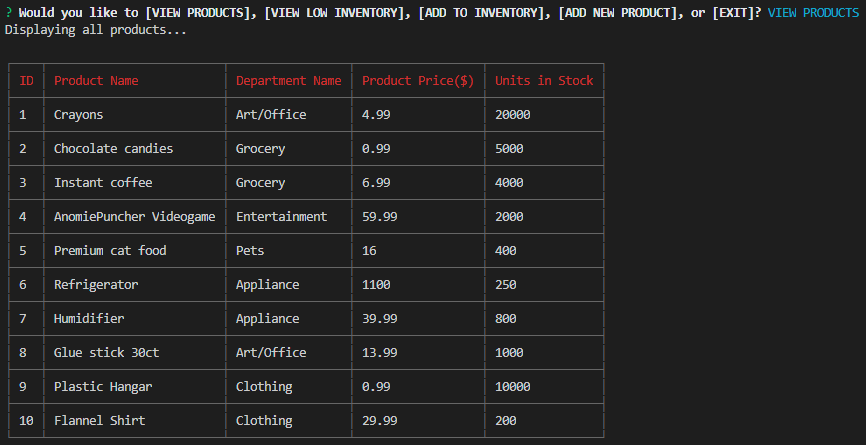 ? Would you like to [VIEW PRODUCTS], [VIEW LOW INVENTORY], [ADD TO INVENTORY], [ADD NEW PRODUCT], or [EXIT]? VIEW PRODUCTS
Displaying all products...
ID Product Name Department Name Product Price($) Units in Stock
1 Crayons Art/Office 4.99 20000
2 Chocolate candies Grocery 0.99 5000
3 Instant coffee Grocery 6.99 4000
4 AnomiePuncher Videogame Entertainment 59.99 2000
5 Premium cat food Pets 16 400
6 Refrigerator Appliance 1100 250
7 Humidifier Appliance 39.99 800
8 Glue stick 30ct Art/Office 13.99 1000
9 Plastic Hangar Clothing 0.99 10000
10 Flannel Shirt Clothing 29.99 200